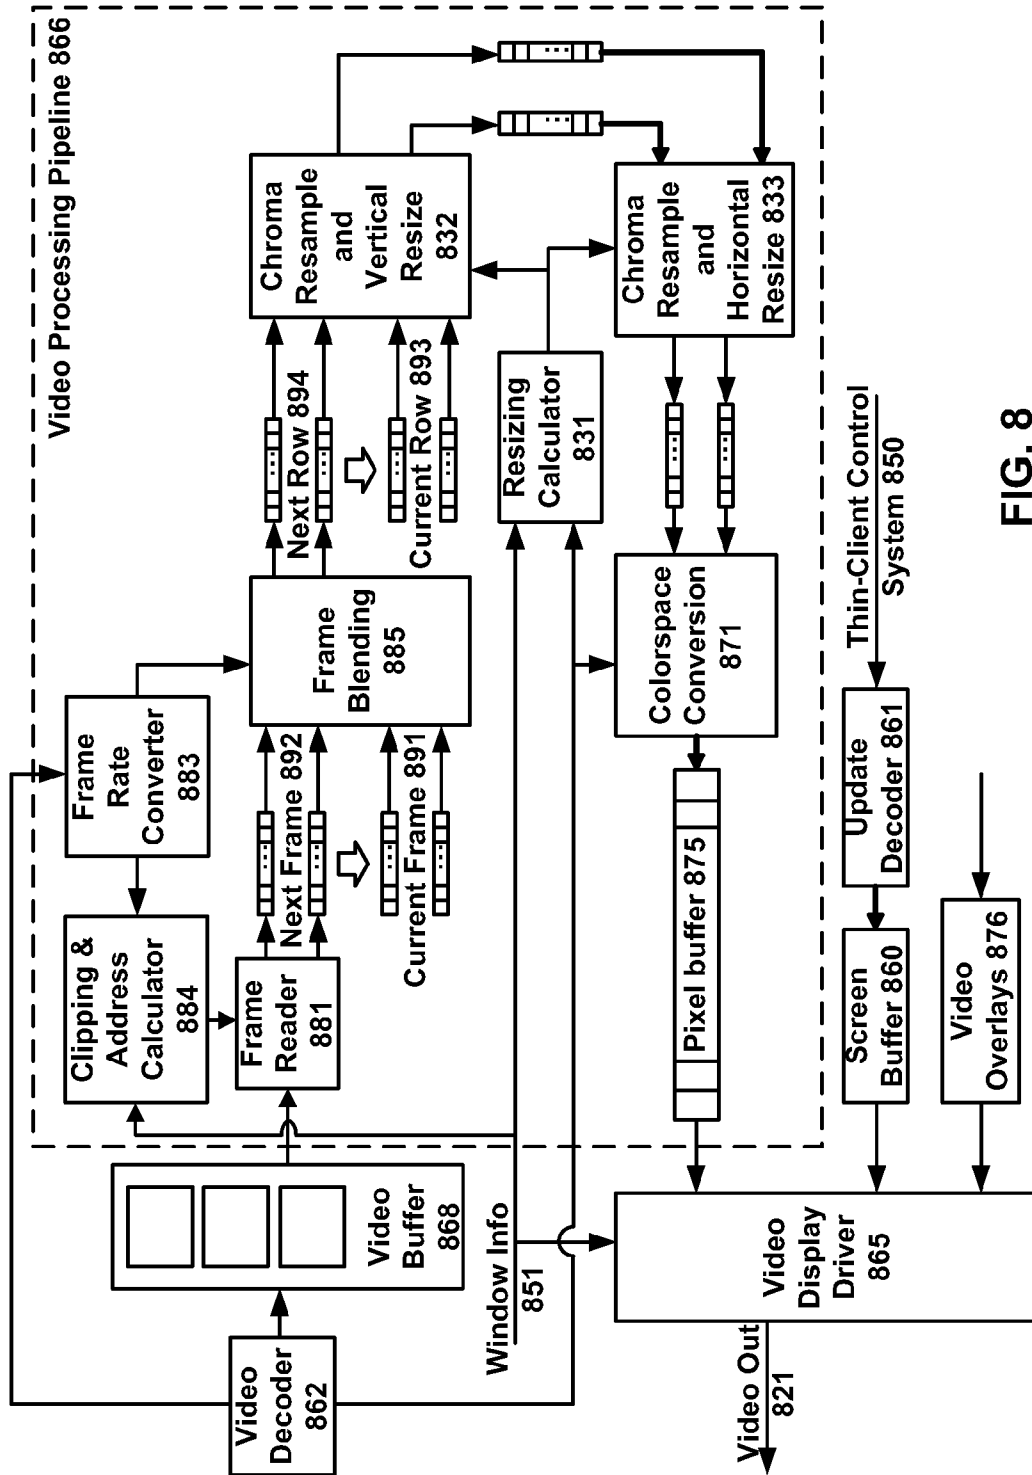 Video Processing Pipeline 866
Video
Decoder
862
Video
Buffer
868
Frame
Rate
Converter
883
Clipping &
Address
Calculator
884
Frame
Reader
881
Next Frame 892
Current Frame 891
Frame
Blending
885
Next Row 894
Current Row 893
Chroma
Resample
and
Vertical
Resize
832
Window Info
851
Resizing
Calculator
831
Chroma
Resample
and
Horizontal
Resize 833
Colorspace
Conversion
871
Pixel buffer 875
Video
Display
Driver
865
Video Out
821
Screen
Buffer 860
Update
Decoder 861
Thin-Client Control
System 850
Video
Overlays 876
FIG. 8